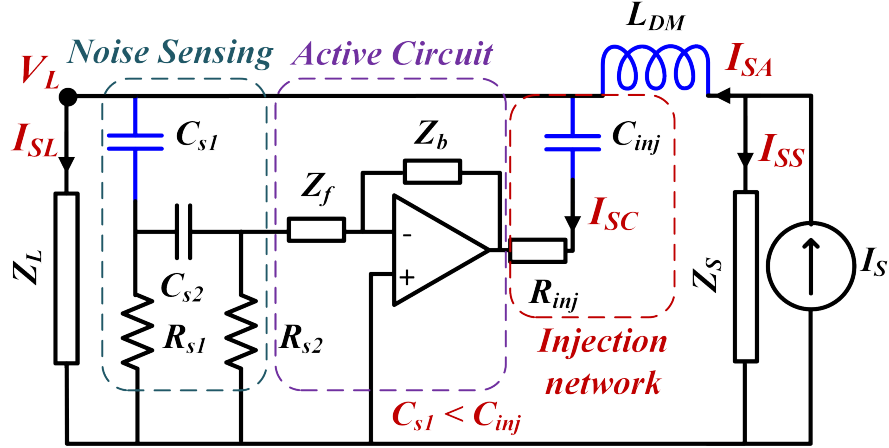 L_DM
Noise Sensing
Active Circuit
V_L
I_SA
I_SL
C_s1
Z_b
C_inj
I_SS
Z_f
I_SC
-
+
Z_L
C_s2
Z_S
I_S
R_s1
R_s2
R_inj
Injection
network
C_s1 < C_inj